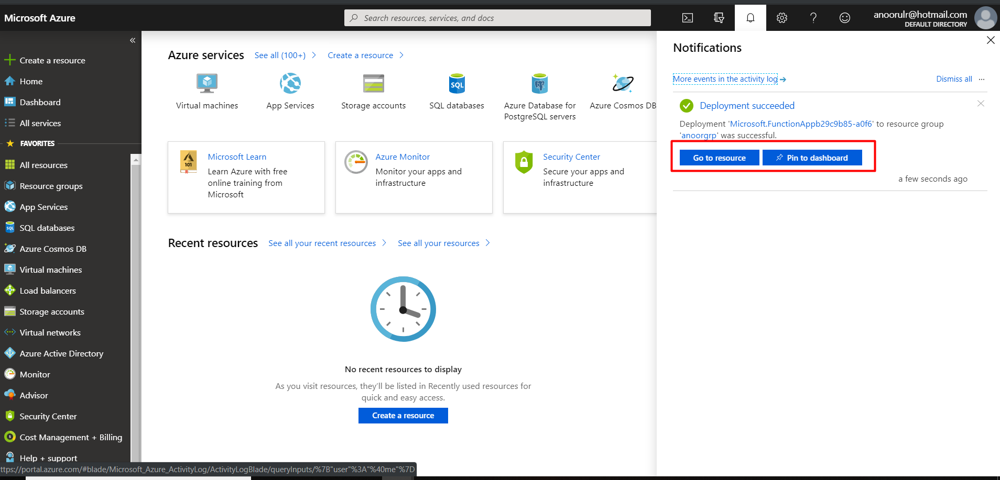 Microsoft Azure
Search resources, services, and docs
anoorulr@hotmail.com
DEFAULT DIRECTORY
«
Create a resource
Home
Dashboard
All services
FAVORITES
All resources
Resource groups
App Services
SQL databases
Azure Cosmos DB
Virtual machines
Load balancers
Storage accounts
Virtual networks
Azure Active Directory
Monitor
Advisor
Security Center
Cost Management + Billing
Help + support
Azure services
See all (100+)
Create a resource
SQL
Virtual machines
App Services
Storage accounts
SQL databases
Azure Database for
PostgreSQL servers
Azure Cosmos DB
101
Microsoft Learn
Learn Azure with free
online training from
Microsoft
Azure Monitor
Monitor your apps and
infrastructure
Security Center
Secure your apps and
infrastructure
Recent resources
See all your recent resources
See all your resources
No recent resources to display
As you visit resources, they'll be listed in Recently used resources for
quick and easy access.
Create a resource
Notifications
More events in the activity log
Dismiss all ...
Deployment succeeded
Deployment 'Microsoft.FunctionAppb29c9b85-a0f6' to resource group
'anoorgrp' was successful.
Go to resource
Pin to dashboard
a few seconds ago
ttps://portal.azure.com/#blade/Microsoft_Azure_ActivityLog/ActivityLogBlade/queryInputs/%7B"user"%3A"%40me"%7D